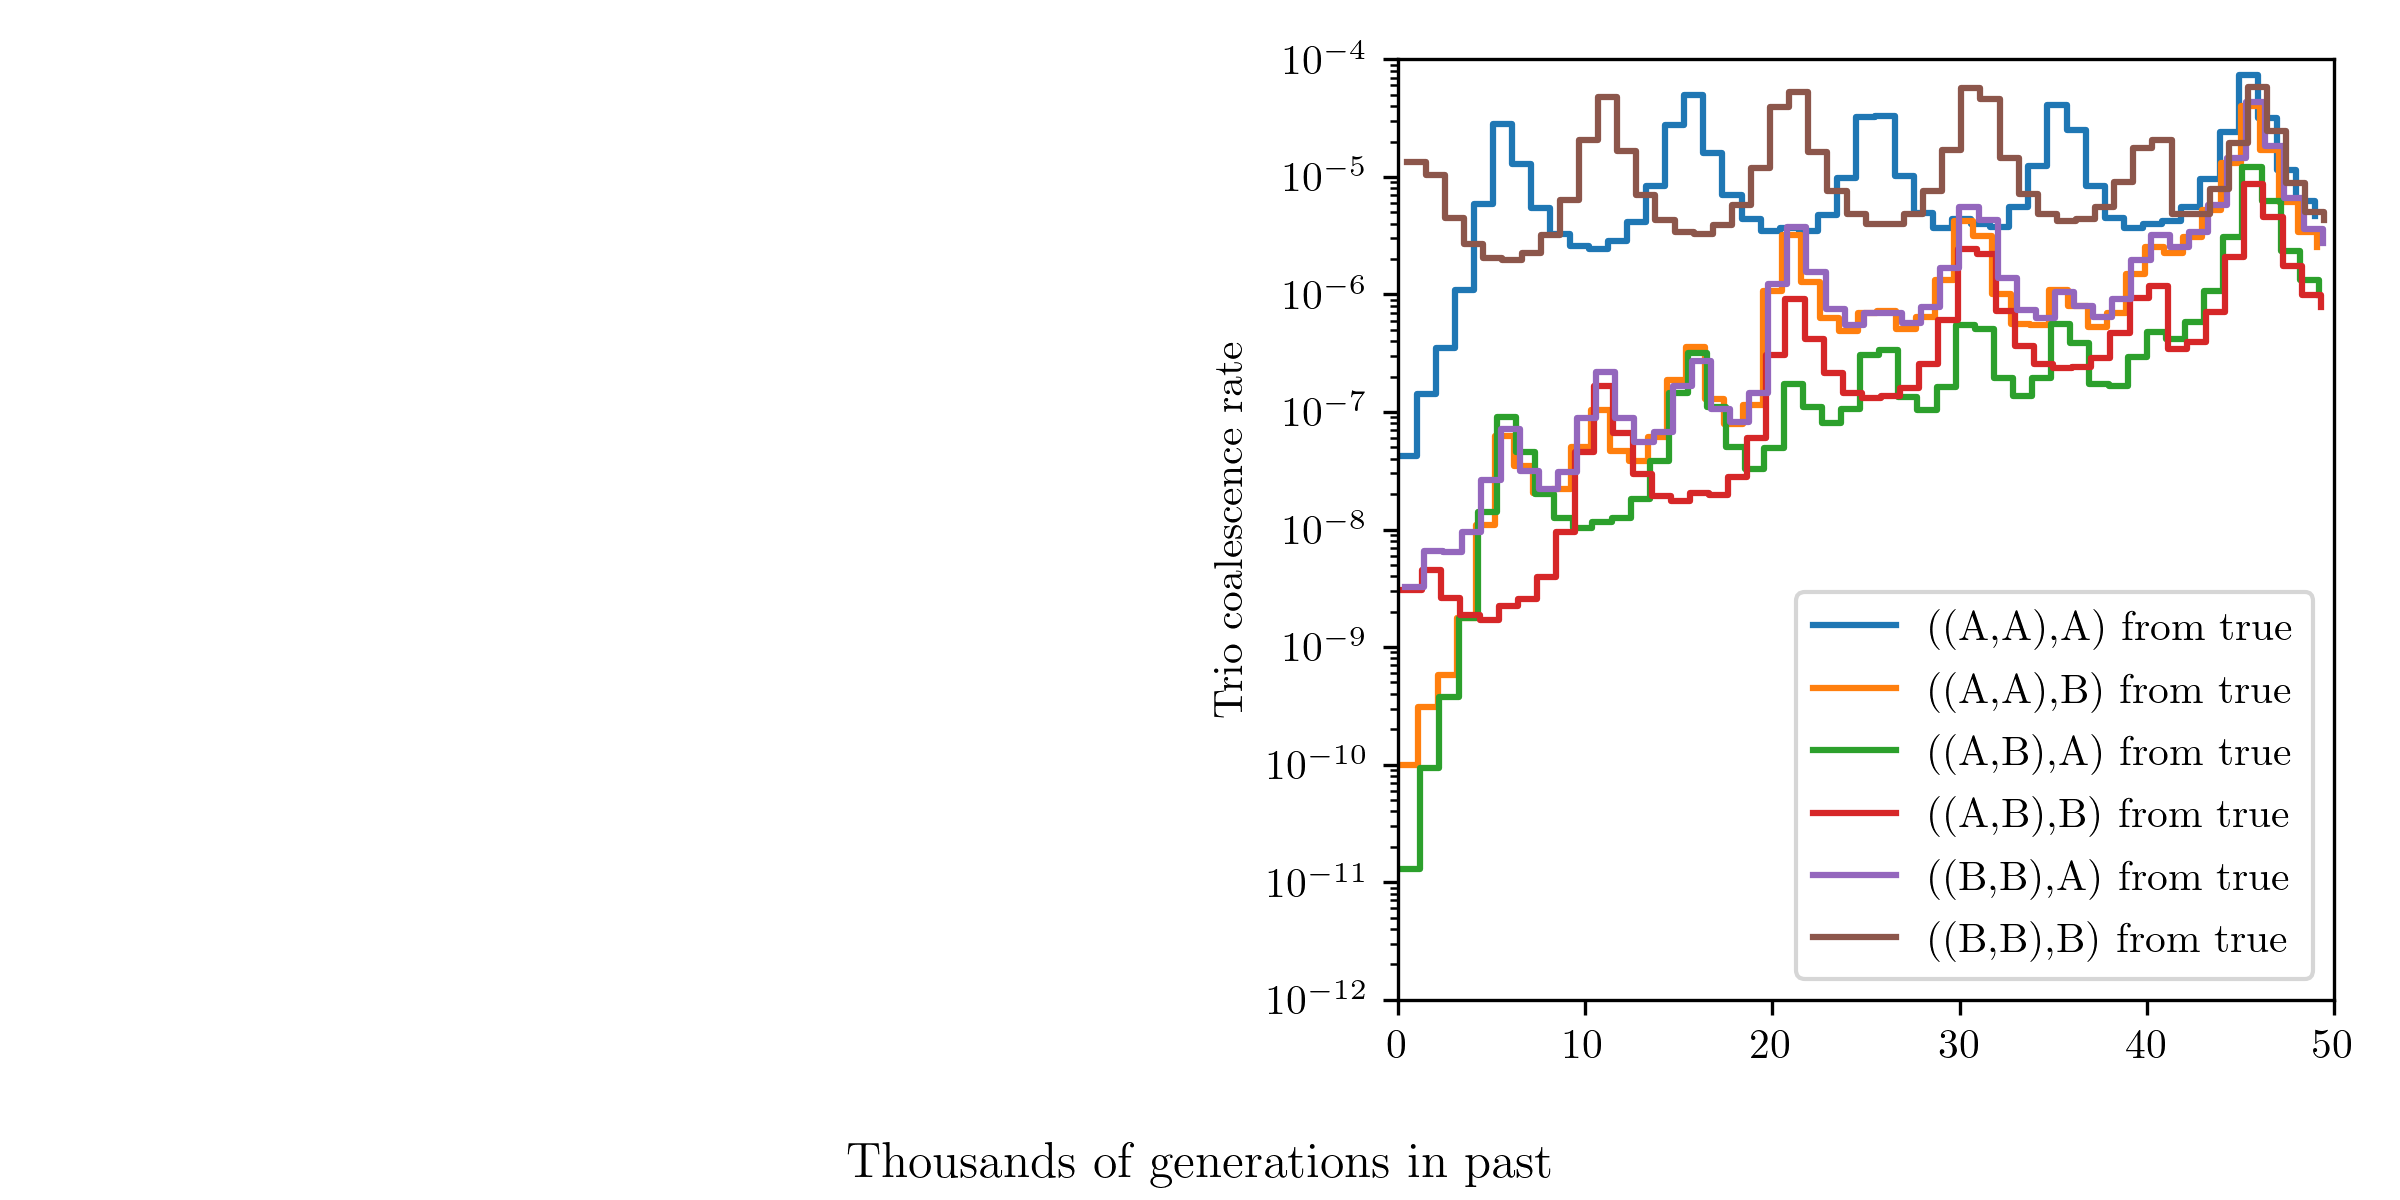 10⁻⁴
10⁻⁵
10⁻⁶
10⁻⁷
10⁻⁸
10⁻⁹
10⁻¹⁰
10⁻¹¹
10⁻¹²
Trio coalescence rate
((A,A),A) from true
((A,A),B) from true
((A,B),A) from true
((A,B),B) from true
((B,B),A) from true
((B,B),B) from true
0 10 20 30 40 50
Thousands of generations in past